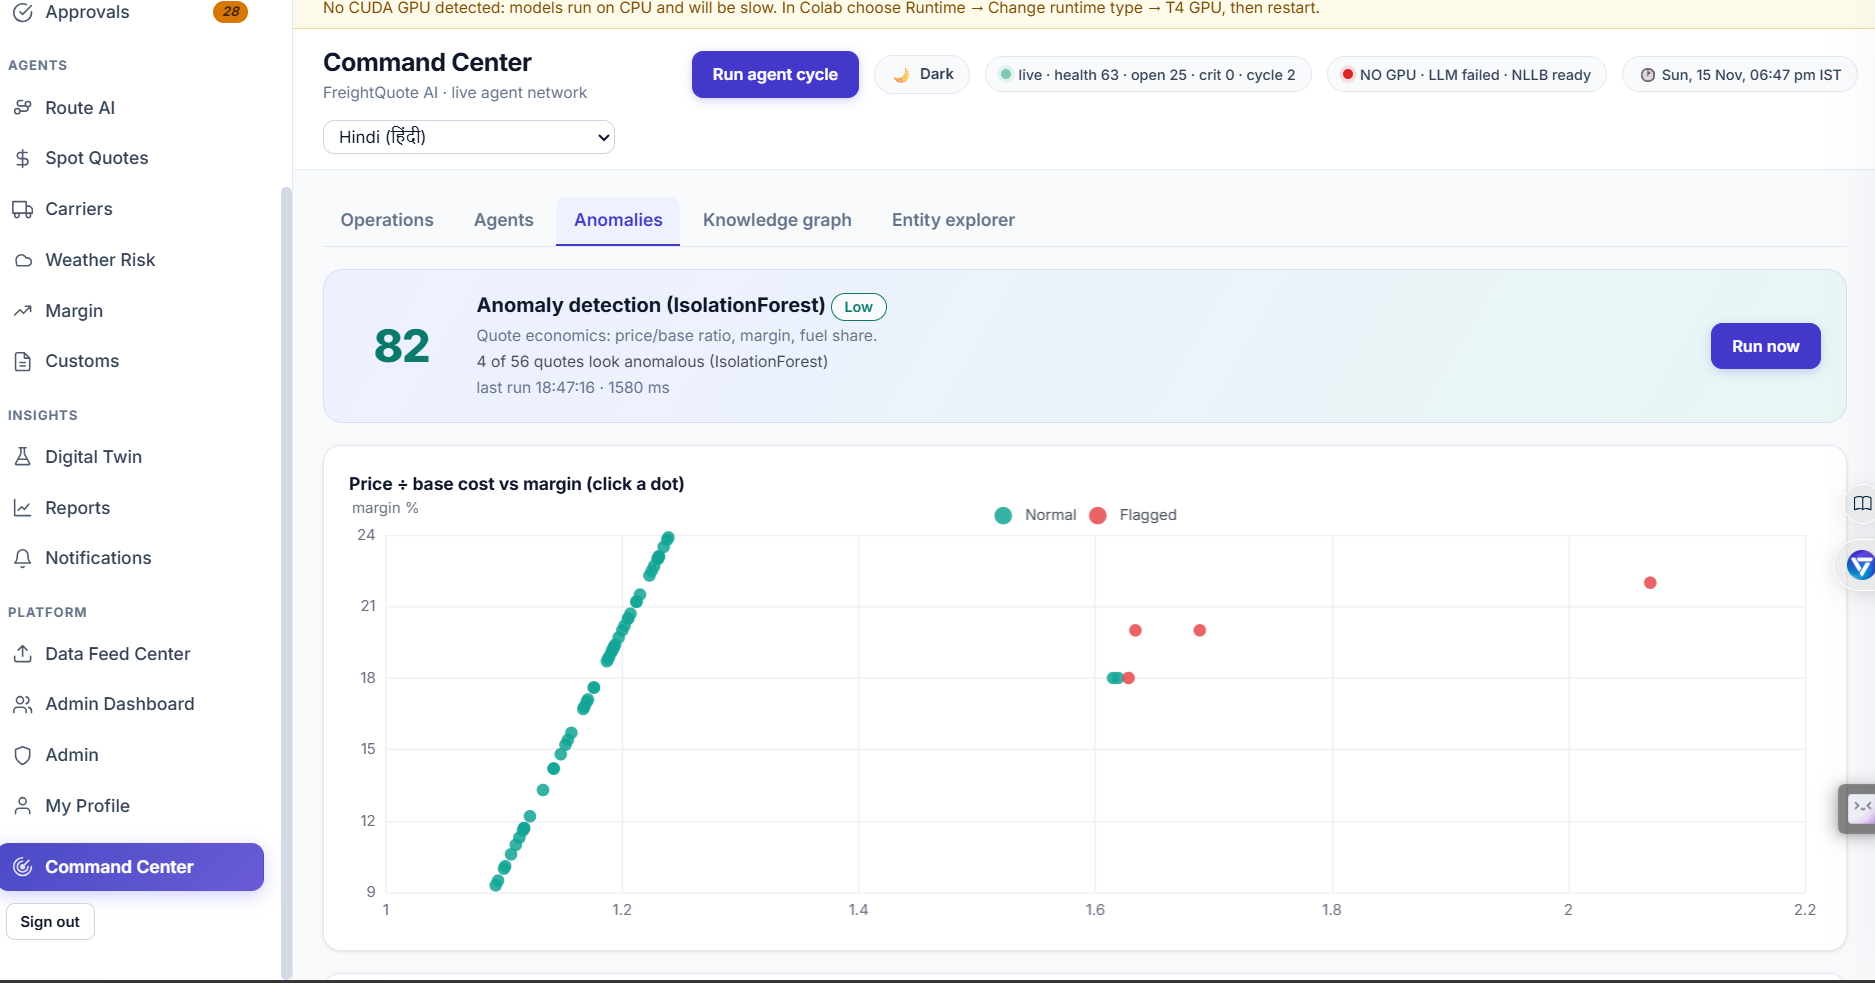 Approvals
28
AGENTS
Route AI
Spot Quotes
Carriers
Weather Risk
Margin
Customs
INSIGHTS
Digital Twin
Reports
Notifications
PLATFORM
Data Feed Center
Admin Dashboard
Admin
My Profile
Command Center
Sign out
No CUDA GPU detected: models run on CPU and will be slow. In Colab choose Runtime → Change runtime type → T4 GPU, then restart.
Command Center
FreightQuote AI · live agent network
Run agent cycle
Dark
live · health 63 · open 25 · crit 0 · cycle 2
NO GPU · LLM failed · NLLB ready
Sun, 15 Nov, 06:47 pm IST
Hindi (हिंदी)
Operations
Agents
Anomalies
Knowledge graph
Entity explorer
82
Anomaly detection (IsolationForest) Low
Quote economics: price/base ratio, margin, fuel share.
4 of 56 quotes look anomalous (IsolationForest)
last run 18:47:16 · 1580 ms
Run now
Price ÷ base cost vs margin (click a dot)
margin %
Normal
Flagged
24
21
18
15
12
9
1
1.2
1.4
1.6
1.8
2
2.2